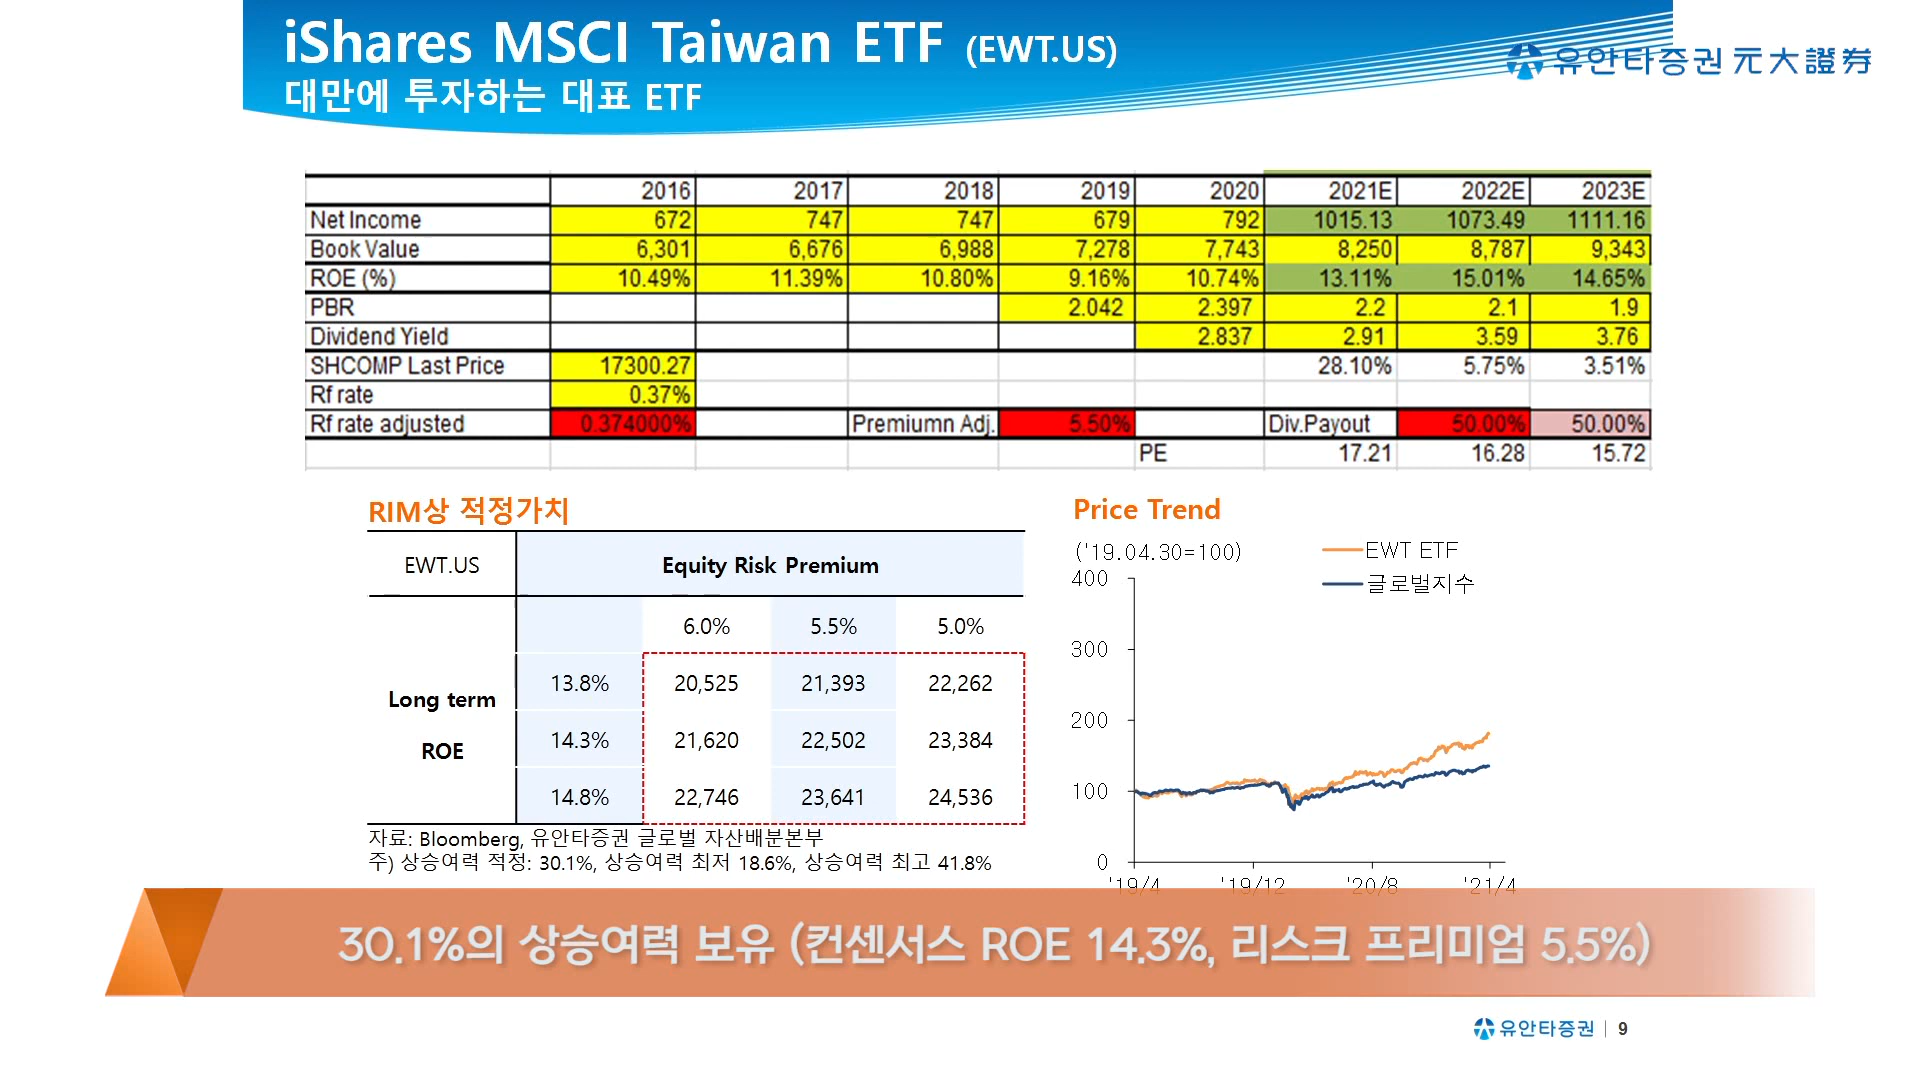 iShares MSCI Taiwan ETF (EWT.US)
대만에 투자하는 대표 ETF
유안타증권 元大證券
2016 2017 2018 2019 2020 2021E 2022E 2023E
Net Income 672 747 747 679 792 1015.13 1073.49 1111.16
Book Value 6,301 6,676 6,988 7,278 7,743 8,250 8,787 9,343
ROE (%) 10.49% 11.39% 10.80% 9.16% 10.74% 13.11% 15.01% 14.65%
PBR 2.042 2.397 2.2 2.1 1.9
Dividend Yield 2.837 2.91 3.59 3.76
SHCOMP Last Price 17300.27 28.10% 5.75% 3.51%
Rf rate 0.37%
Rf rate adjusted 0.374000% Premiumn Adj. 5.50% Div.Payout 50.00% 50.00%
PE 17.21 16.28 15.72
RIM상 적정가치
EWT.US Equity Risk Premium
6.0% 5.5% 5.0%
Long term
ROE
13.8% 20,525 21,393 22,262
14.3% 21,620 22,502 23,384
14.8% 22,746 23,641 24,536
자료: Bloomberg, 유안타증권 글로벌 자산배분본부
주) 상승여력 적정: 30.1%, 상승여력 최저 18.6%, 상승여력 최고 41.8%
Price Trend
('19.04.30=100)
EWT ETF
글로벌지수
400
300
200
100
0
'19/4 '19/12 '20/8 '21/4
30.1%의 상승여력 보유 (컨센서스 ROE 14.3%, 리스크 프리미엄 5.5%)
유안타증권 | 9